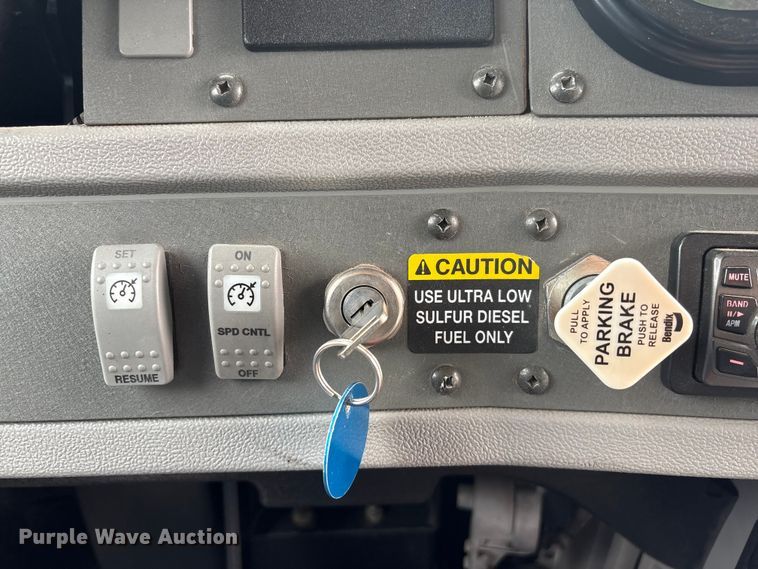 SET
RESUME
ON
SPD CNTL
OFF
CAUTION
USE ULTRA LOW
SULFUR DIESEL
FUEL ONLY
PULL
TO APPLY
PARKING
BRAKE
PUSH TO
RELEASE
Bendix
MUTE
BAND
APM
Purple Wave Auction